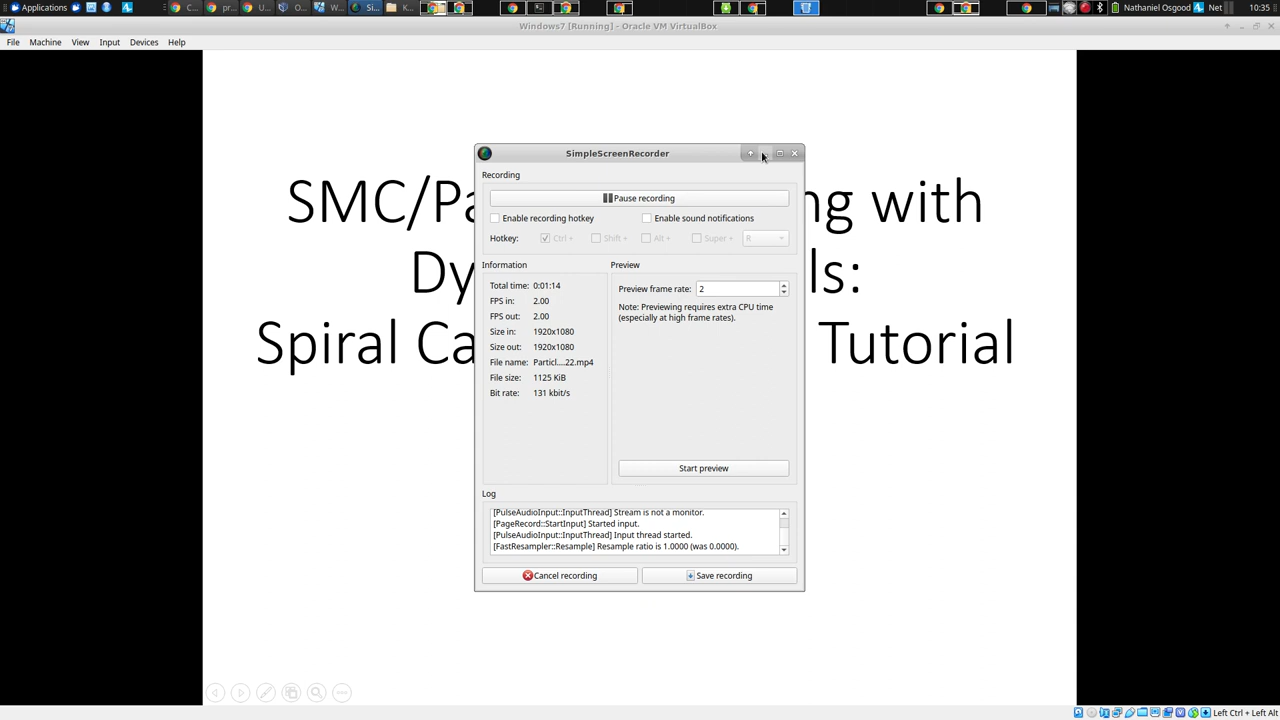 Applications
C...
pr...
U...
O...
W...
Si...
K...
Nathaniel Osgood
Net
10:35
Windows7 [Running] - Oracle VM VirtualBox
File Machine View Input Devices Help
SMC/Pa
ng with
Dy
ls:
Spiral Ca
Tutorial
SimpleScreenRecorder
Recording
Pause recording
Enable recording hotkey
Enable sound notifications
Hotkey: Ctrl + Shift + Alt + Super + R
Information
Preview
Total time: 0:01:14
FPS in: 2.00
FPS out: 2.00
Size in: 1920x1080
Size out: 1920x1080
File name: Particl....22.mp4
File size: 1125 KiB
Bit rate: 131 kbit/s
Preview frame rate: 2
Note: Previewing requires extra CPU time
(especially at high frame rates).
Start preview
Log
[PulseAudioInput::InputThread] Stream is not a monitor.
[PageRecord::StartInput] Started input.
[PulseAudioInput::InputThread] Input thread started.
[FastResampler::Resample] Resample ratio is 1.0000 (was 0.0000).
Cancel recording
Save recording
Left Ctrl + Left Alt